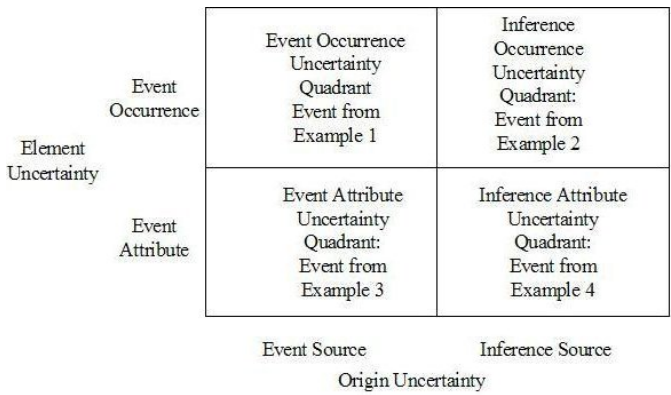 Event Occurrence
Uncertainty
Quadrant
Event from
Example 1
Inference
Occurrence
Uncertainty
Quadrant:
Event from
Example 2
Event
Occurrence
Element
Uncertainty
Event
Attribute
Event Attribute
Uncertainty
Quadrant:
Event from
Example 3
Inference Attribute
Uncertainty
Quadrant:
Event from
Example 4
Event Source
Inference Source
Origin Uncertainty